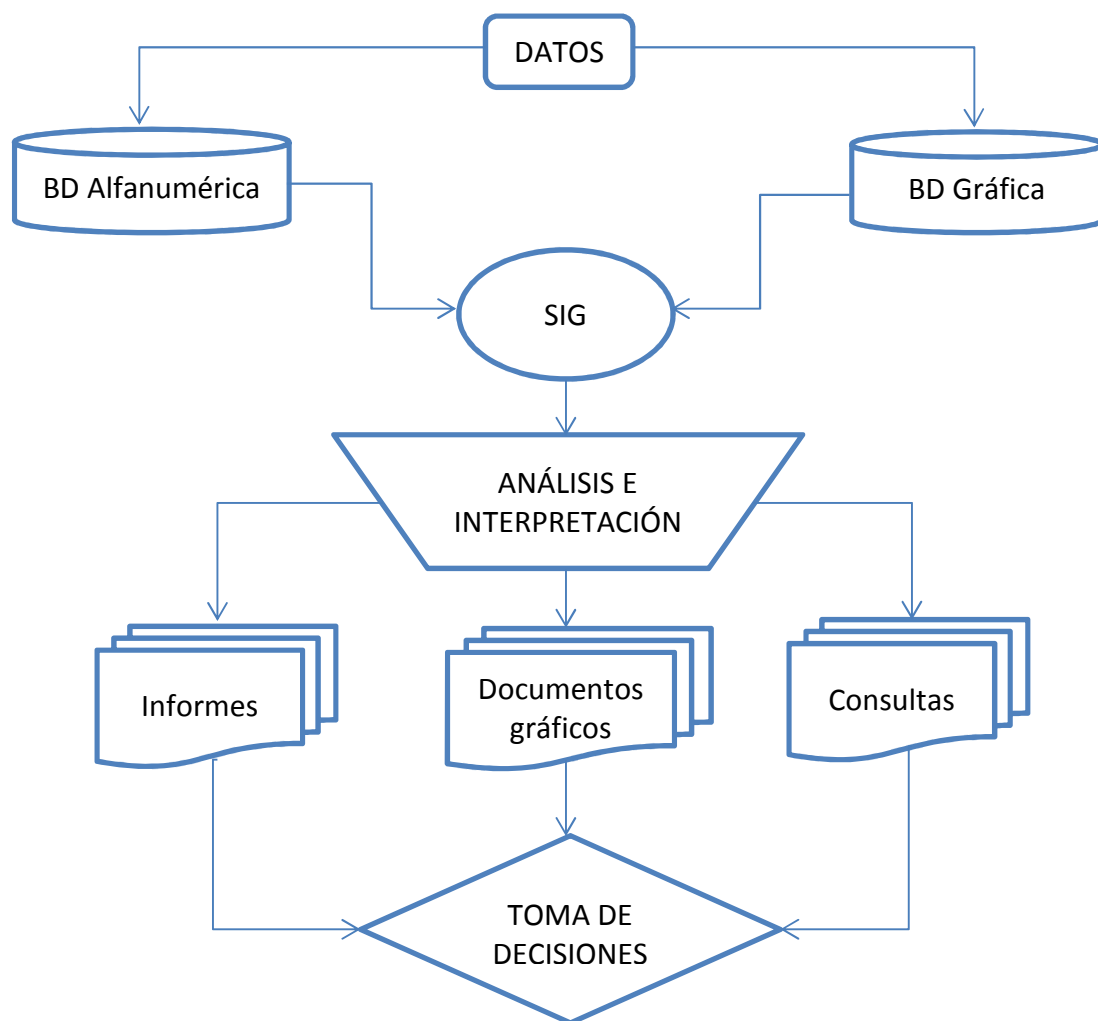 DATOS
BD Alfanumérica
BD Gráfica
SIG
ANÁLISIS E
INTERPRETACIÓN
Informes
Documentos
gráficos
Consultas
TOMA DE
DECISIONES